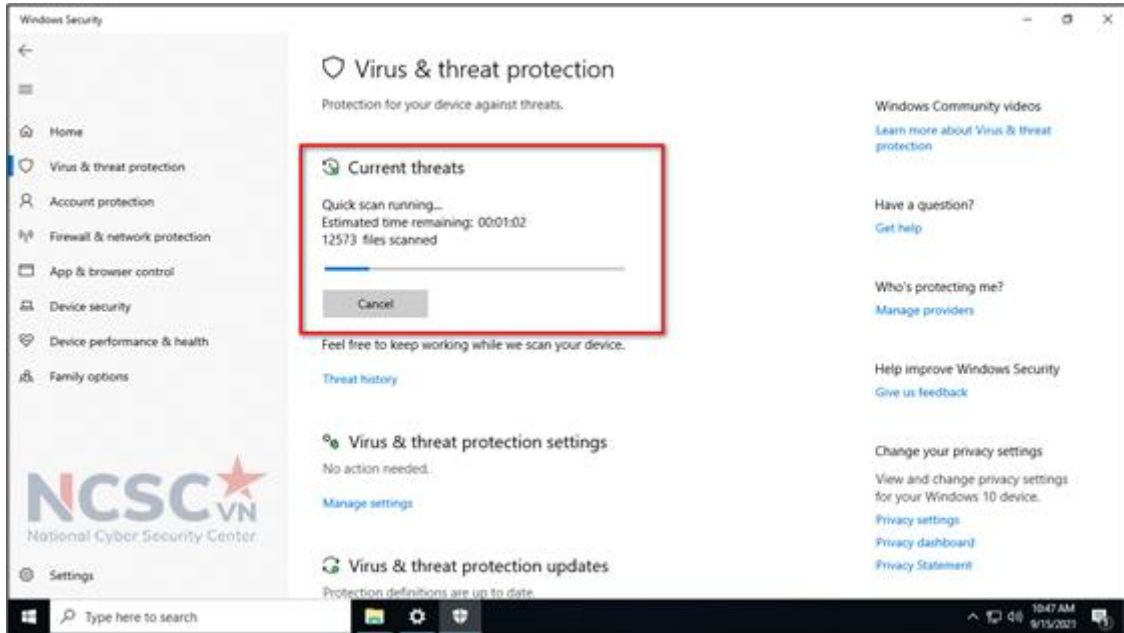 Windows Security
Home
Virus & threat protection
Account protection
Firewall & network protection
App & browser control
Device security
Device performance & health
Family options
NCSC VN
National Cyber Security Center
Settings
Virus & threat protection
Protection for your device against threats.
Current threats
Quick scan running...
Estimated time remaining: 00:01:02
12573 files scanned
Cancel
Feel free to keep working while we scan your device.
Threat history
Virus & threat protection settings
No action needed.
Manage settings
Virus & threat protection updates
Protection definitions are up to date.
Windows Community videos
Learn more about Virus & threat
protection
Have a question?
Get help
Who's protecting me?
Manage providers
Help improve Windows Security
Give us feedback
Change your privacy settings
View and change privacy settings
for your Windows 10 device.
Privacy settings
Privacy dashboard
Privacy Statement
Type here to search
10:47 AM
9/15/2021